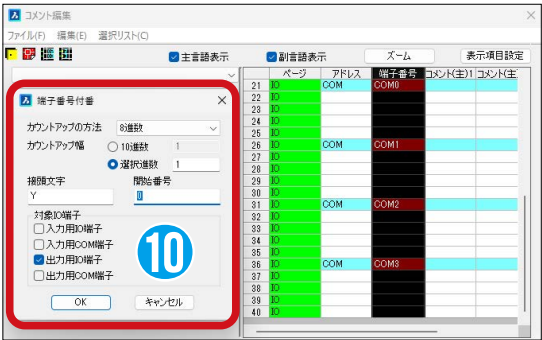 コメント編集
ファイル(F) 編集(E) 選択リスト(C)
主言語表示 副言語表示 ズーム 表示項目設定
ページ アドレス 端子番号 コメント(主)1 コメント(主
21 IO COM COM0
22 IO
23 IO
24 IO
25 IO
26 IO COM COM1
27 IO
28 IO
29 IO
30 IO
31 IO COM COM2
32 IO
33 IO
34 IO
35 IO
36 IO COM COM3
37 IO
38 IO
39 IO
40 IO
端子番号付番
カウントアップの方法 8進数
カウントアップ幅 10進数 1
選択進数 1
接頭文字 開始番号
Y 0
対象IO端子
入力用IO端子
入力用COM端子
出力用IO端子
出力用COM端子
10
OK キャンセル